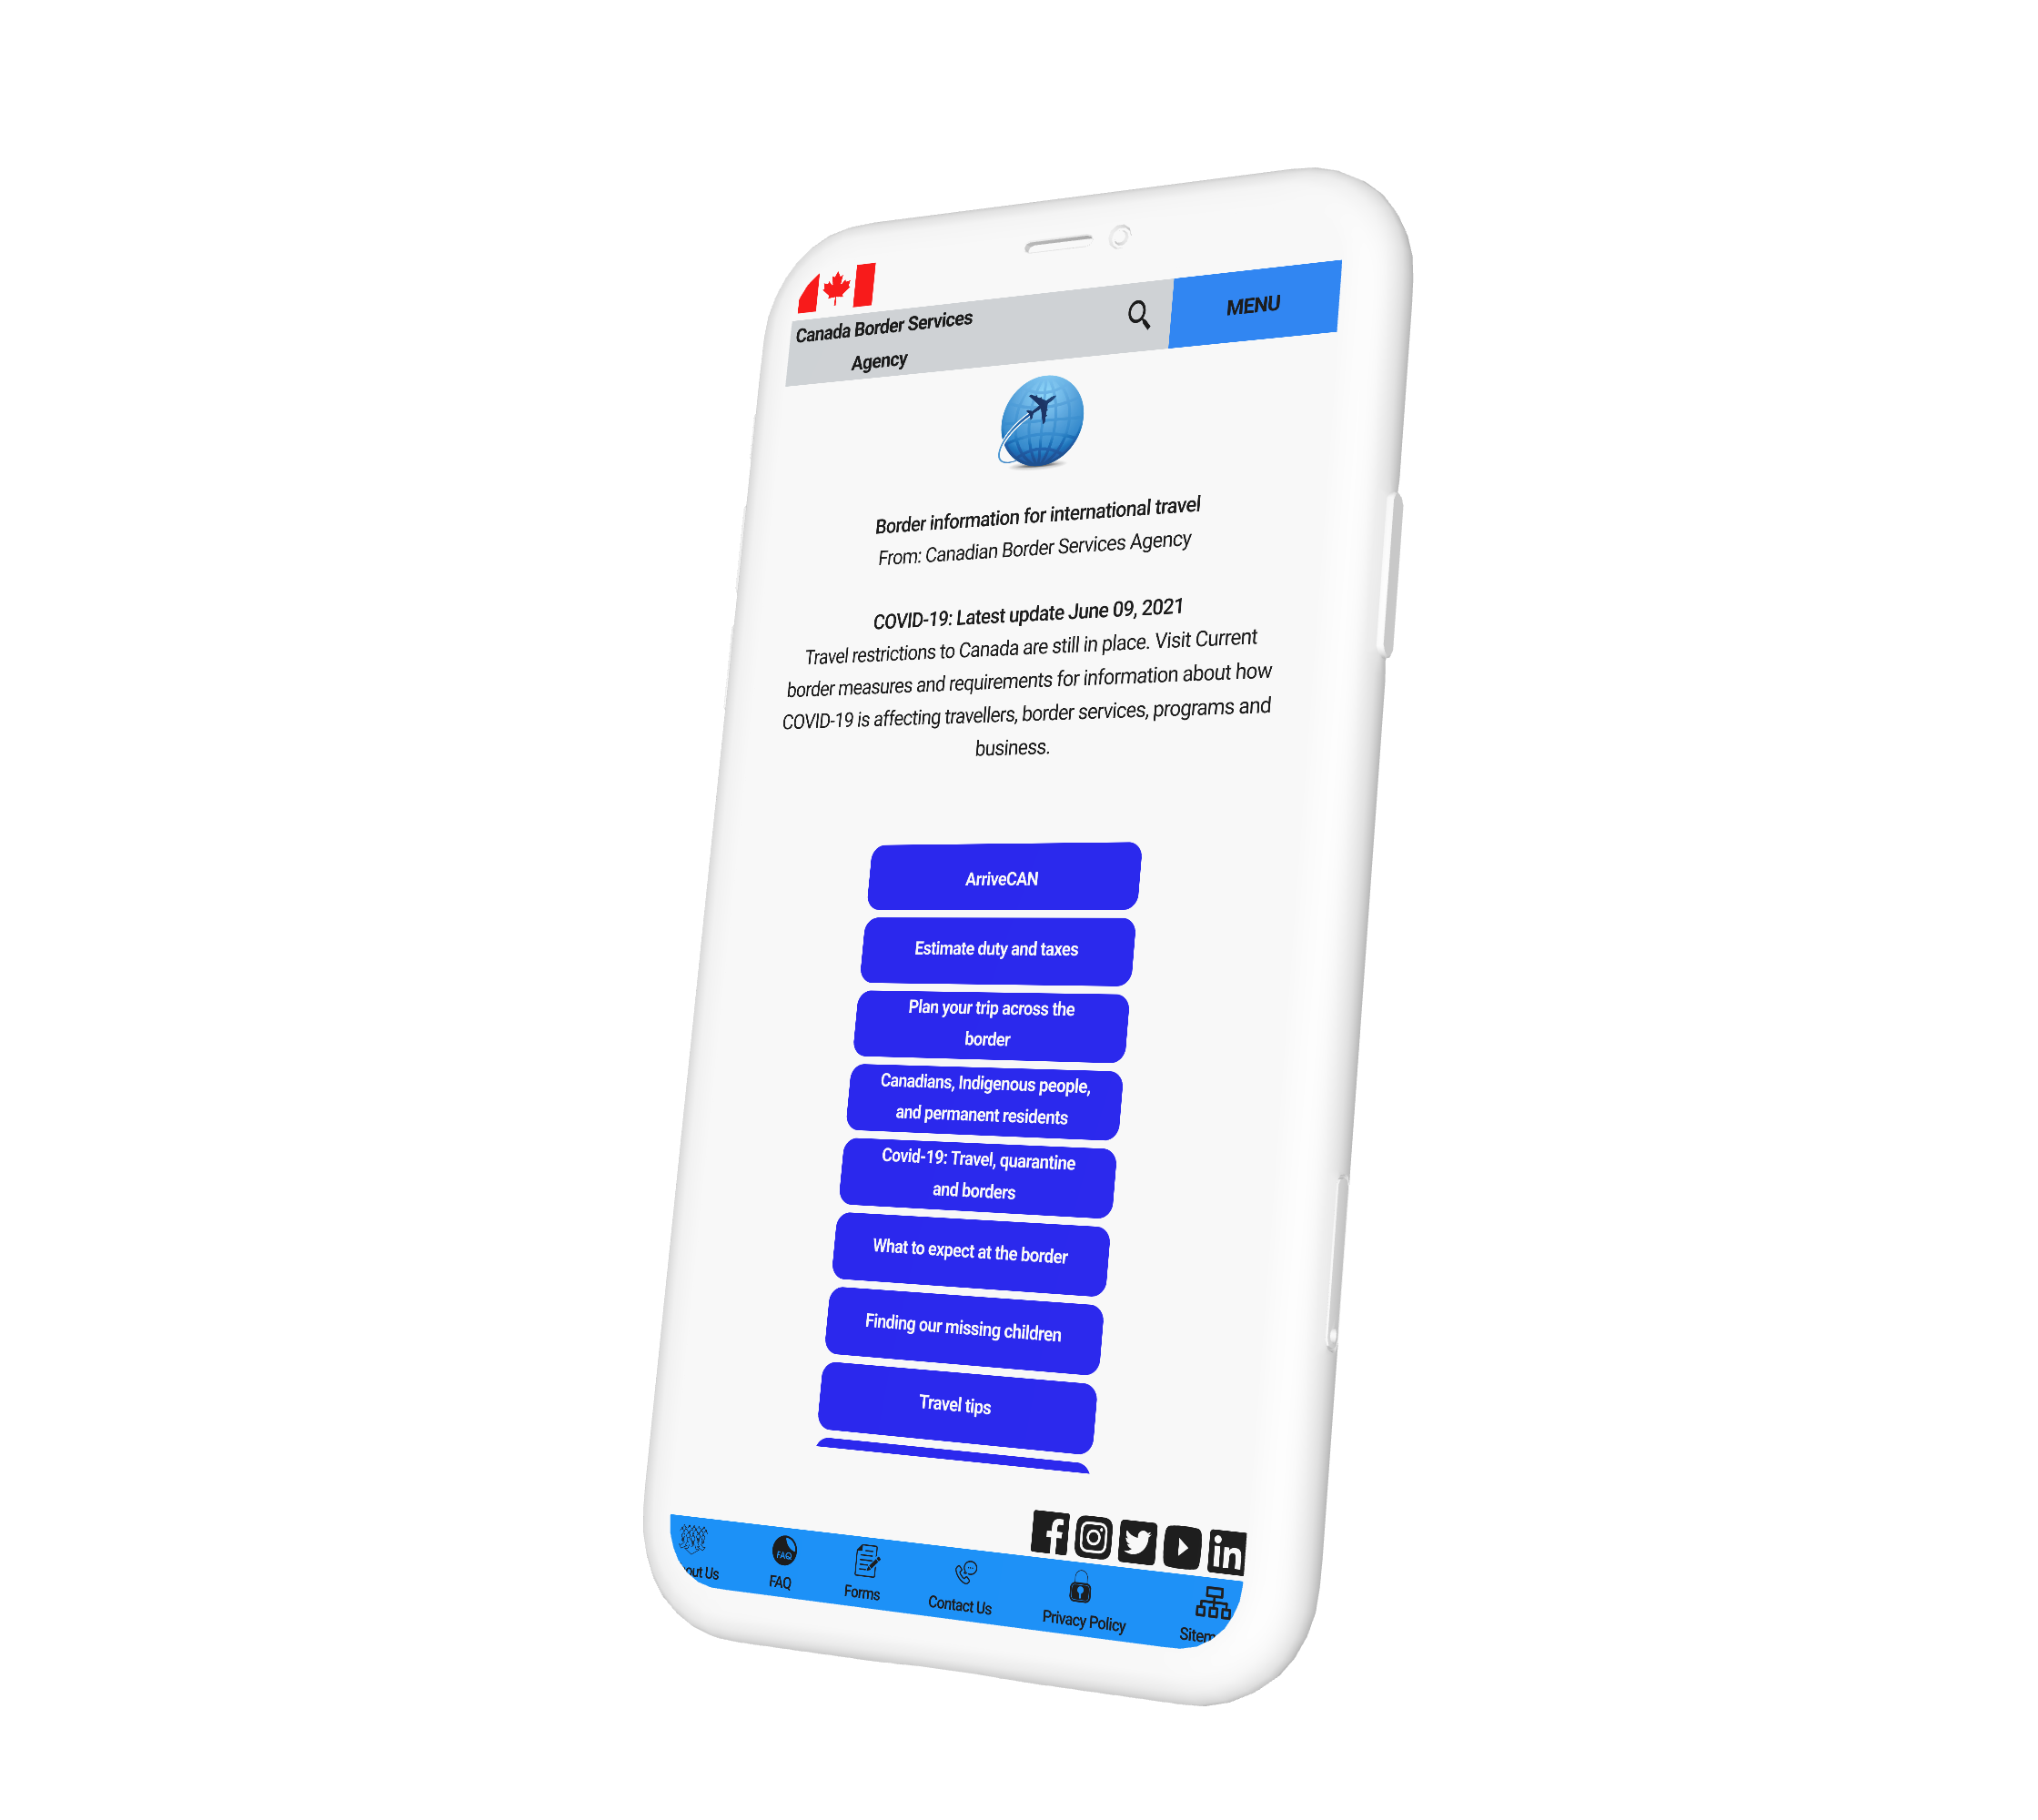 Canada Border Services
Agency
MENU
Border information for international travel
From: Canadian Border Services Agency
COVID-19: Latest update June 09, 2021
Travel restrictions to Canada are still in place. Visit Current
border measures and requirements for information about how
COVID-19 is affecting travellers, border services, programs and
business.
ArriveCAN
Estimate duty and taxes
Plan your trip across the
border
Canadians, Indigenous people,
and permanent residents
Covid-19: Travel, quarantine
and borders
What to expect at the border
Finding our missing children
Travel tips
f
in
FAQ
out Us
FAQ
Forms
Contact Us
Privacy Policy
Sitem